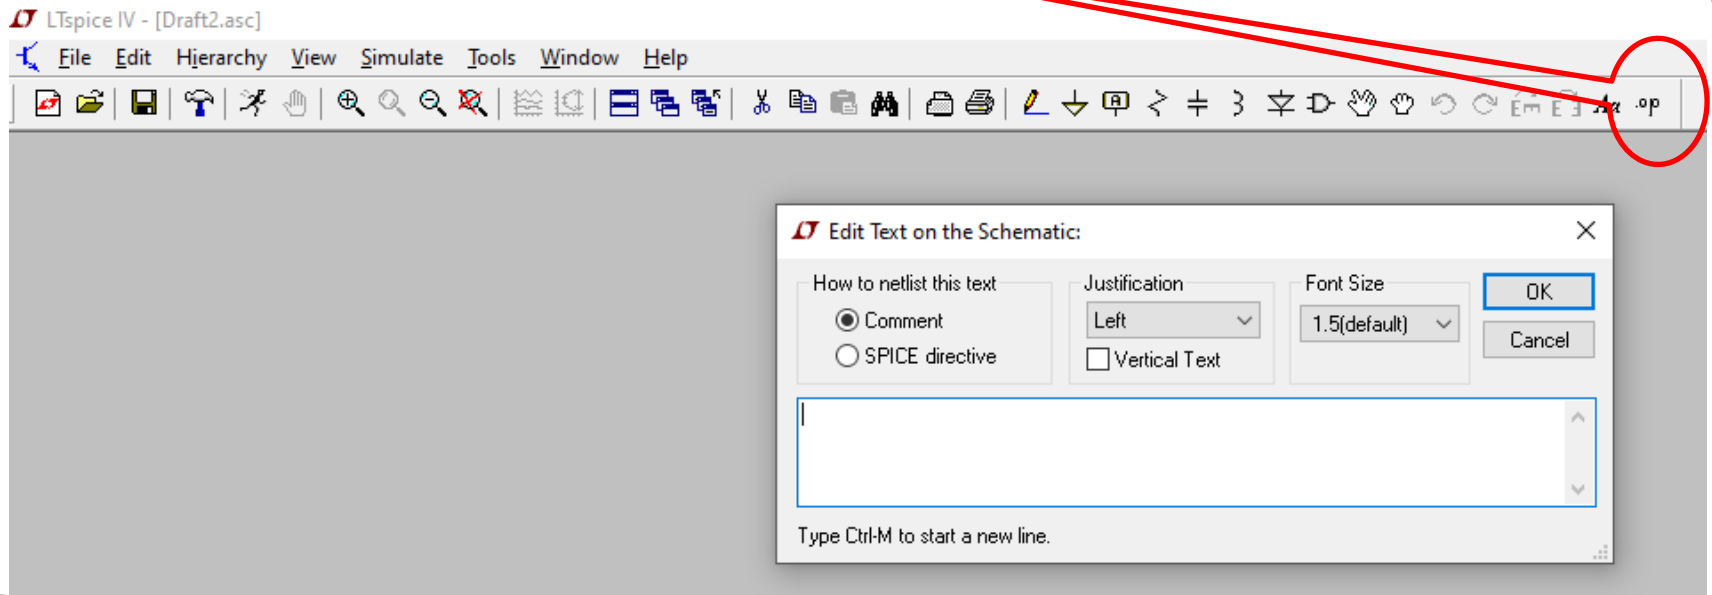 LTspice IV - [Draft2.asc]
File Edit Hierarchy View Simulate Tools Window Help
Aa .op
Edit Text on the Schematic:
How to netlist this text
Justification
Font Size
Comment
SPICE directive
Left
Vertical Text
1.5(default)
OK
Cancel
Type Ctrl-M to start a new line.